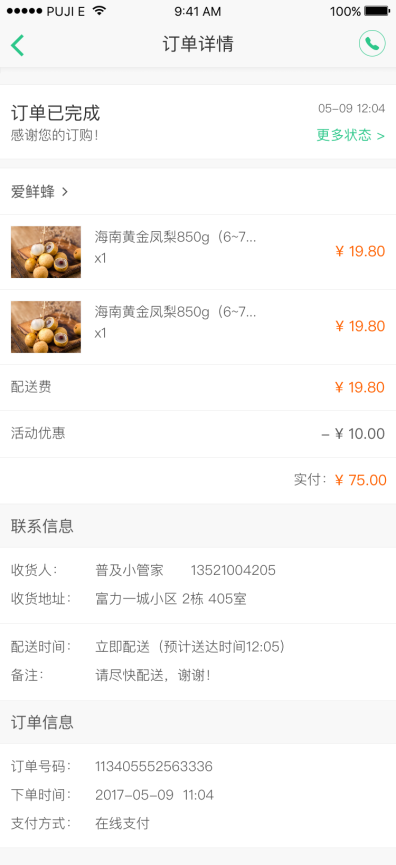 PUJI E 9:41 AM 100%
订单详情
订单已完成 05-09 12:04
感谢您的订购! 更多状态 >
爱鲜蜂 >
海南黄金凤梨850g（6~7... ¥ 19.80
x1
海南黄金凤梨850g（6~7... ¥ 19.80
x1
配送费 ¥ 19.80
活动优惠 - ¥ 10.00
实付： ¥ 75.00
联系信息
收货人： 普及小管家 13521004205
收货地址： 富力一城小区 2栋 405室
配送时间： 立即配送（预计送达时间12:05）
备注： 请尽快配送，谢谢!
订单信息
订单号码： 113405552563336
下单时间： 2017-05-09 11:04
支付方式： 在线支付